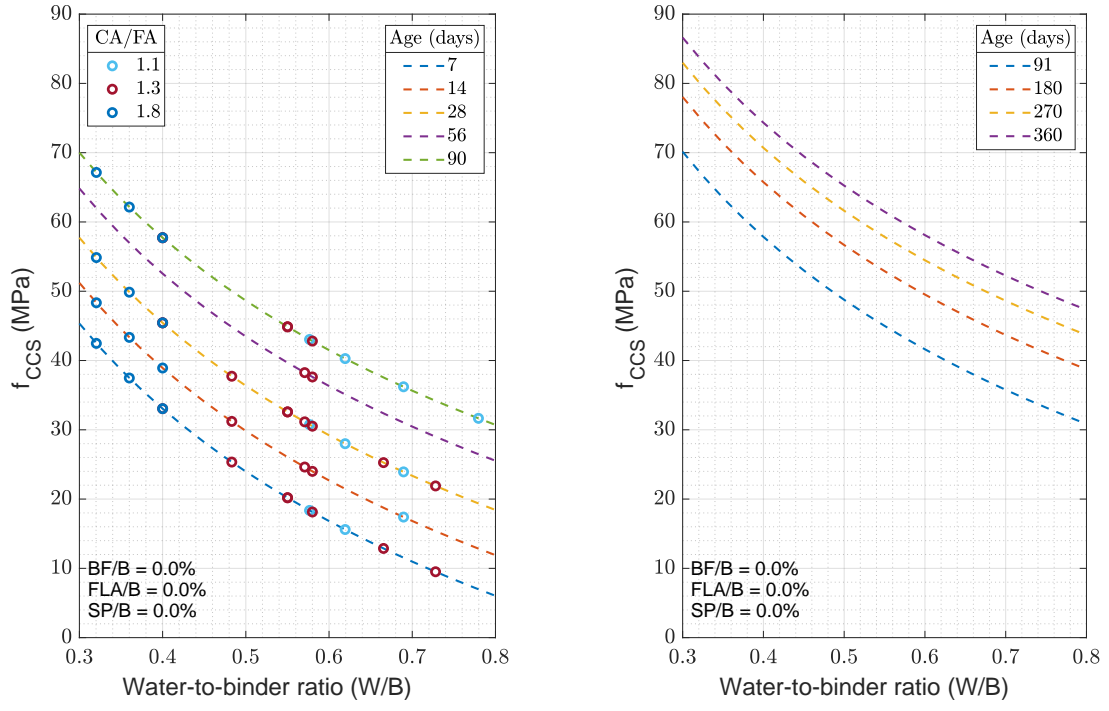 90
80
70
60
50
40
30
20
10
0
f_CCS (MPa)
CA/FA
1.1
1.3
1.8
Age (days)
7
14
28
56
90
BF/B = 0.0%
FLA/B = 0.0%
SP/B = 0.0%
0.3 0.4 0.5 0.6 0.7 0.8
Water-to-binder ratio (W/B)
90
80
70
60
50
40
30
20
10
0
f_CCS (MPa)
Age (days)
91
180
270
360
BF/B = 0.0%
FLA/B = 0.0%
SP/B = 0.0%
0.3 0.4 0.5 0.6 0.7 0.8
Water-to-binder ratio (W/B)